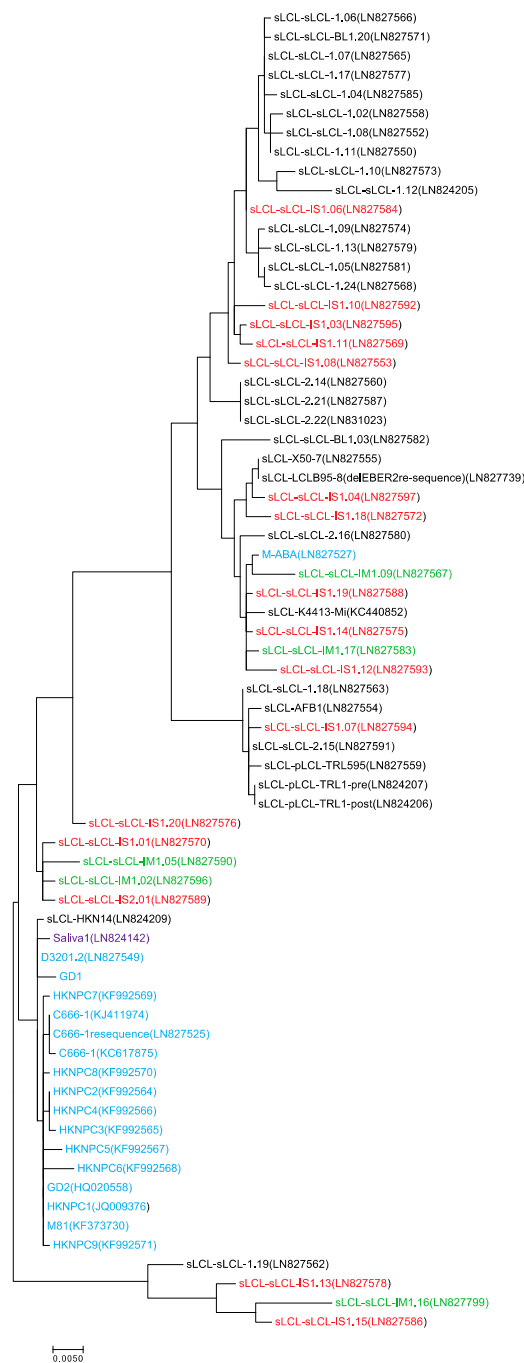 sLCL-sLCL-1.06(LN827566)
sLCL-sLCL-BL1.20(LN827571)
sLCL-sLCL-1.07(LN827565)
sLCL-sLCL-1.17(LN827577)
sLCL-sLCL-1.04(LN827585)
sLCL-sLCL-1.02(LN827558)
sLCL-sLCL-1.08(LN827552)
sLCL-sLCL-1.11(LN827550)
sLCL-sLCL-1.10(LN827573)
sLCL-sLCL-1.12(LN824205)
sLCL-sLCL-IS1.06(LN827584)
sLCL-sLCL-1.09(LN827574)
sLCL-sLCL-1.13(LN827579)
sLCL-sLCL-1.05(LN827581)
sLCL-sLCL-1.24(LN827568)
sLCL-sLCL-IS1.10(LN827592)
sLCL-sLCL-IS1.03(LN827595)
sLCL-sLCL-IS1.11(LN827569)
sLCL-sLCL-IS1.08(LN827553)
sLCL-sLCL-2.14(LN827560)
sLCL-sLCL-2.21(LN827587)
sLCL-sLCL-2.22(LN831023)
sLCL-sLCL-BL1.03(LN827582)
sLCL-X50-7(LN827555)
sLCL-LCLB95-8(delEBER2re-sequence)(LN827739)
sLCL-sLCL-IS1.04(LN827597)
sLCL-sLCL-IS1.18(LN827572)
sLCL-sLCL-2.16(LN827580)
M-ABA(LN827527)
sLCL-sLCL-IM1.09(LN827567)
sLCL-sLCL-IS1.19(LN827588)
sLCL-K4413-Mi(KC440852)
sLCL-sLCL-IS1.14(LN827575)
sLCL-sLCL-IM1.17(LN827583)
sLCL-sLCL-IS1.12(LN827593)
sLCL-sLCL-1.18(LN827563)
sLCL-AFB1(LN827554)
sLCL-sLCL-IS1.07(LN827594)
sLCL-sLCL-2.15(LN827591)
sLCL-pLCL-TRL595(LN827559)
sLCL-pLCL-TRL1-pre(LN824207)
sLCL-pLCL-TRL1-post(LN824206)
sLCL-sLCL-IS1.20(LN827576)
sLCL-sLCL-IS1.01(LN827570)
sLCL-sLCL-IM1.05(LN827590)
sLCL-sLCL-IM1.02(LN827596)
sLCL-sLCL-IS2.01(LN827589)
sLCL-HKN14(LN824209)
Saliva1(LN824142)
D3201.2(LN827549)
GD1
HKNPC7(KF992569)
C666-1(KJ411974)
C666-1resequence(LN827525)
C666-1(KC617875)
HKNPC8(KF992570)
HKNPC2(KF992564)
HKNPC4(KF992566)
HKNPC3(KF992565)
HKNPC5(KF992567)
HKNPC6(KF992568)
GD2(HQ020558)
HKNPC1(JQ009376)
M81(KF373730)
HKNPC9(KF992571)
sLCL-sLCL-1.19(LN827562)
sLCL-sLCL-IS1.13(LN827578)
sLCL-sLCL-IM1.16(LN827799)
sLCL-sLCL-IS1.15(LN827586)
0.0050